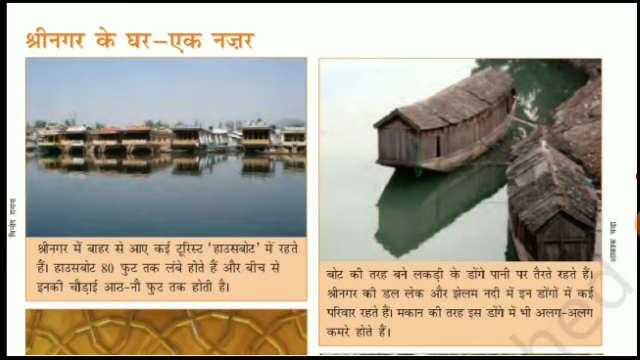 श्रीनगर के घर–एक नज़र
श्रीनगर में बाहर से आए कई टूरिस्ट 'हाउसबोट' में रहते
हैं। हाउसबोट 80 फुट तक लंबे होते हैं और बीच से
इनकी चौड़ाई आठ-नौ फुट तक होती है।
बोट की तरह बने लकड़ी के डोंगे पानी पर तैरते रहते हैं।
श्रीनगर की डल लेक और झेलम नदी में इन डोंगों में कई
परिवार रहते हैं। मकान की तरह इस डोंगे में भी अलग-अलग
कमरे होते हैं।